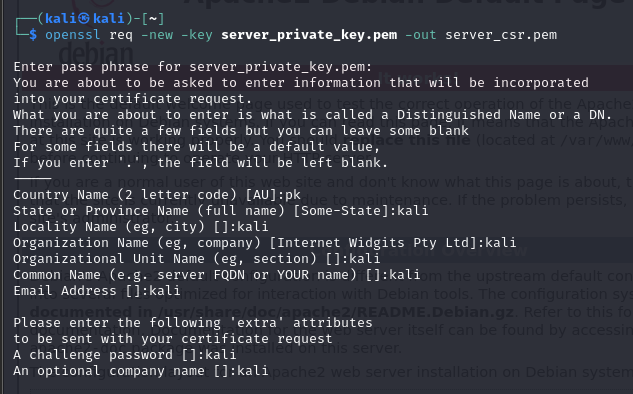 ┌──(kali㉿kali)-[~]
└─$ openssl req -new -key server_private_key.pem -out server_csr.pem
Enter pass phrase for server_private_key.pem:
You are about to be asked to enter information that will be incorporated
into your certificate request.
What you are about to enter is what is called a Distinguished Name or a DN.
There are quite a few fields but you can leave some blank
For some fields there will be a default value,
If you enter '.', the field will be left blank.
-----
Country Name (2 letter code) [AU]:pk
State or Province Name (full name) [Some-State]:kali
Locality Name (eg, city) []:kali
Organization Name (eg, company) [Internet Widgits Pty Ltd]:kali
Organizational Unit Name (eg, section) []:kali
Common Name (e.g. server FQDN or YOUR name) []:kali
Email Address []:kali
Please enter the following 'extra' attributes
to be sent with your certificate request
A challenge password []:kali
An optional company name []:kali